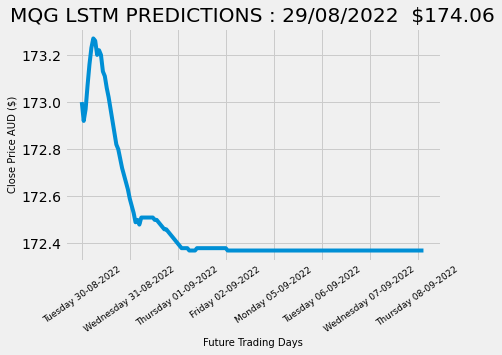 MQG LSTM PREDICTIONS : 29/08/2022 $174.06
173.2
173.0
172.8
172.6
172.4
Close Price AUD ($)
Tuesday 30-08-2022
Wednesday 31-08-2022
Thursday 01-09-2022
Friday 02-09-2022
Monday 05-09-2022
Tuesday 06-09-2022
Wednesday 07-09-2022
Thursday 08-09-2022
Future Trading Days